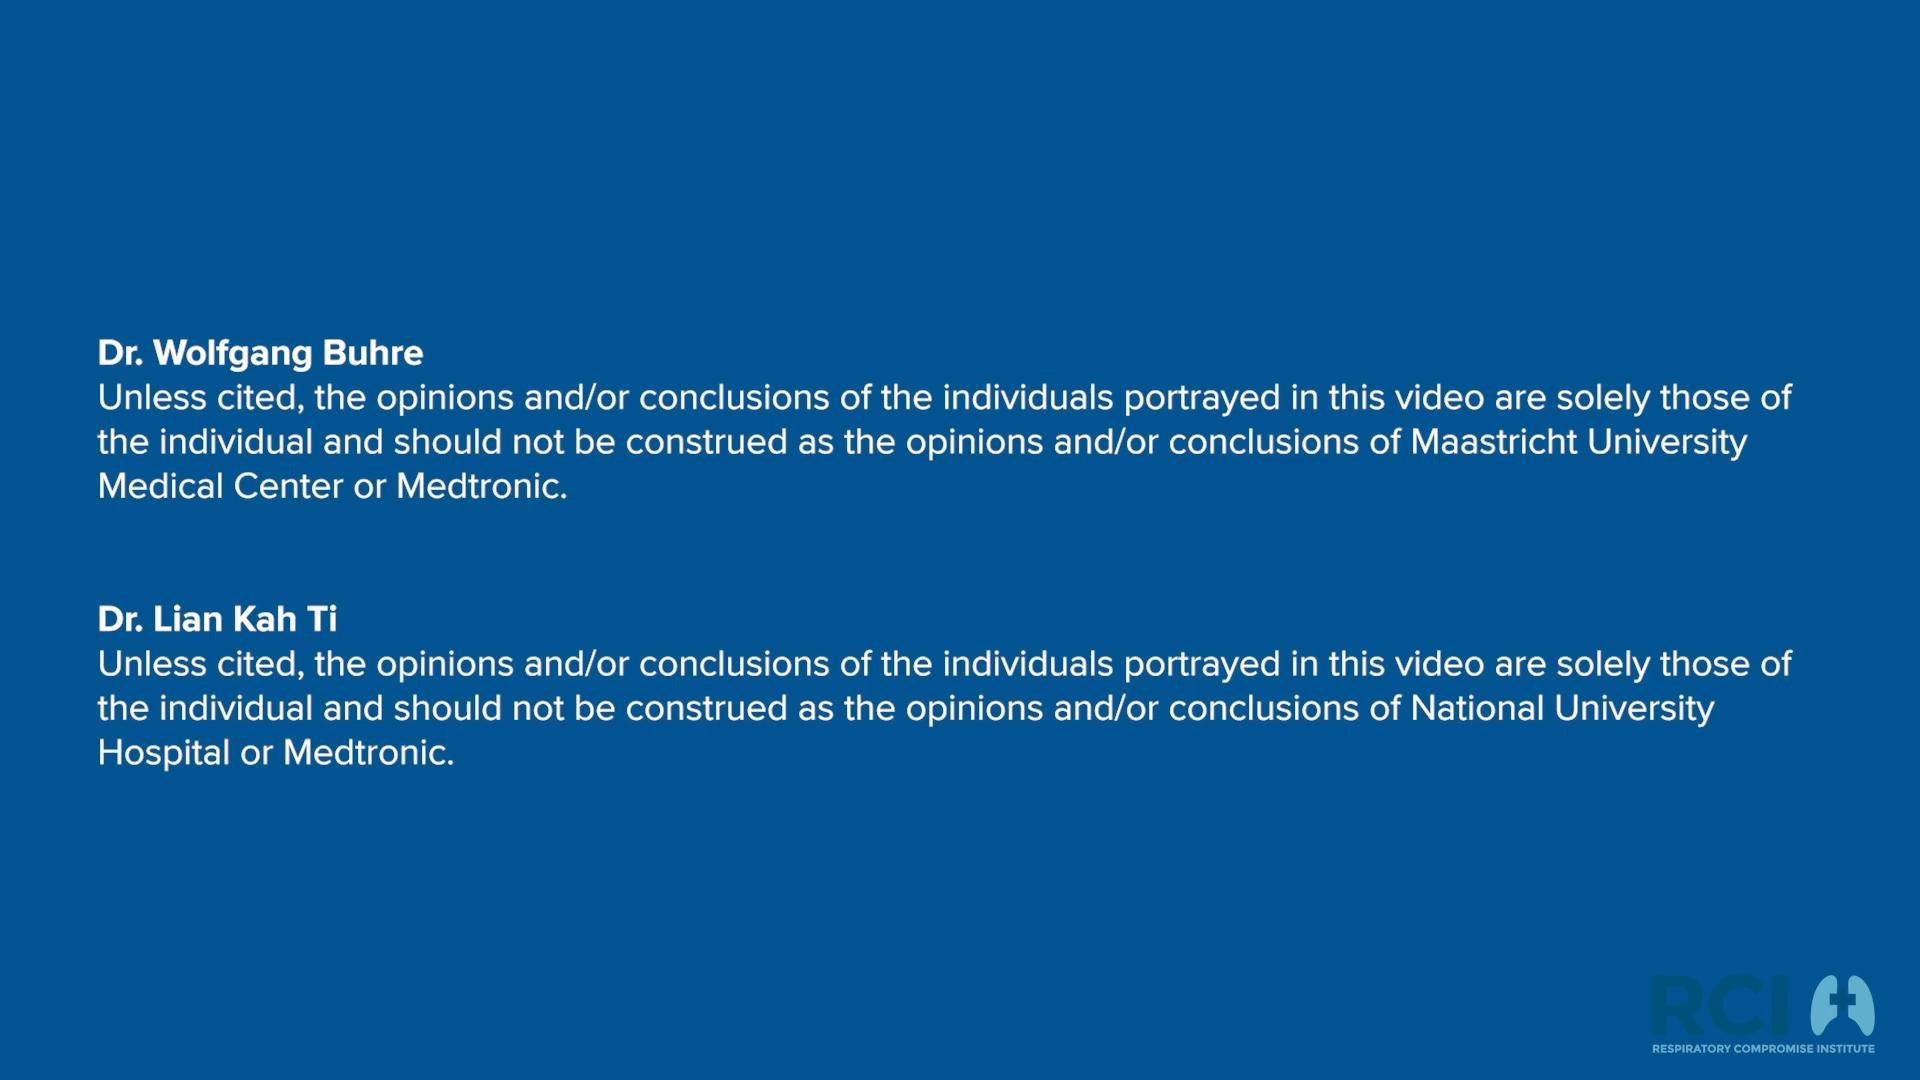 Dr. Wolfgang Buhre
Unless cited, the opinions and/or conclusions of the individuals portrayed in this video are solely those of
the individual and should not be construed as the opinions and/or conclusions of Maastricht University
Medical Center or Medtronic.
Dr. Lian Kah Ti
Unless cited, the opinions and/or conclusions of the individuals portrayed in this video are solely those of
the individual and should not be construed as the opinions and/or conclusions of National University
Hospital or Medtronic.
RCI
RESPIRATORY COMPROMISE INSTITUTE